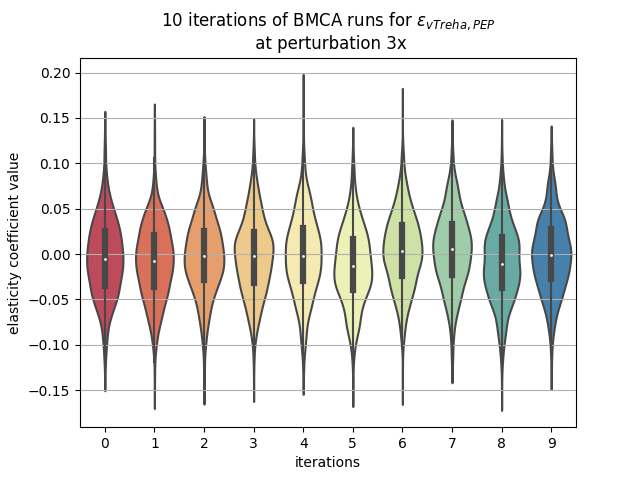 10 iterations of BMCA runs for ε_{vTreha, PEP}
at perturbation 3x
0.20
0.15
0.10
0.05
0.00
−0.05
−0.10
−0.15
elasticity coefficient value
0 1 2 3 4 5 6 7 8 9
iterations